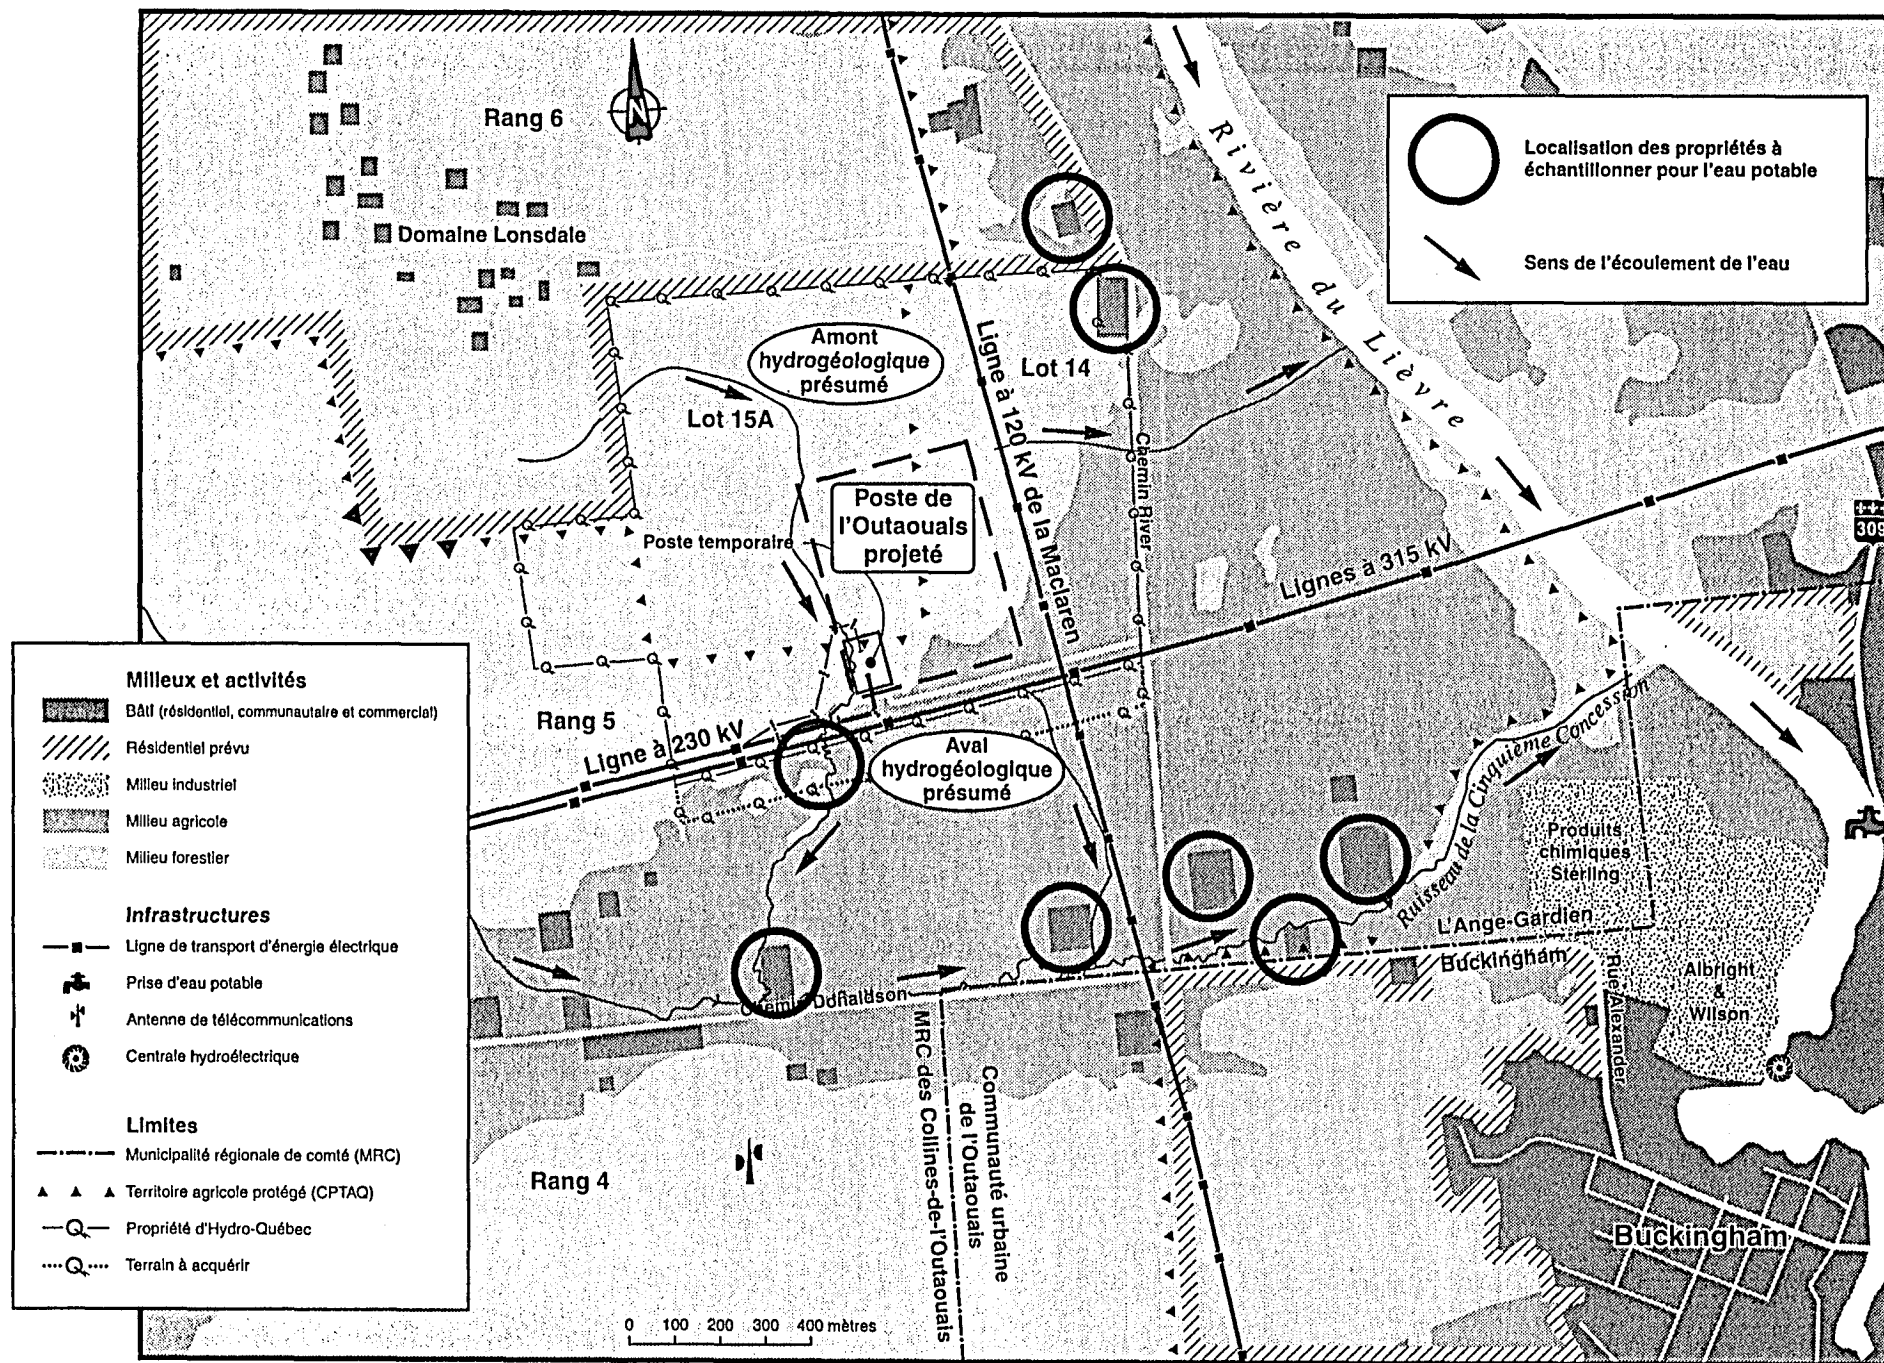 Rang 6
Domaine Lonsdale
Rivière du Lièvre
Localisation des propriétés à
échantillonner pour l'eau potable
Sens de l'écoulement de l'eau
Amont
hydrogéologique
présumé
Lot 14
Lot 15A
Ligne à 120 kV de la Maclaren
Chemin River
Poste de
l'Outaouais
projeté
Poste temporaire
Lignes à 315 kV
309
Rang 5
Ligne à 230 kV
Aval
hydrogéologique
présumé
Ruisseau de la Cinquième Concession
Produits
chimiques
Sterling
L'Ange-Gardien
Buckingham
Albright
&
Wilson
Rue Alexander
Chemin Donaldson
MRC des Collines-de-l'Outaouais
Communauté urbaine
de l'Outaouais
Rang 4
Buckingham
0 100 200 300 400 mètres
Milieux et activités
Bâti (résidentiel, communautaire et commercial)
Résidentiel prévu
Milieu industriel
Milieu agricole
Milieu forestier
Infrastructures
Ligne de transport d'énergie électrique
Prise d'eau potable
Antenne de télécommunications
Centrale hydroélectrique
Limites
Municipalité régionale de comté (MRC)
Territoire agricole protégé (CPTAQ)
Propriété d'Hydro-Québec
Terrain à acquérir
N